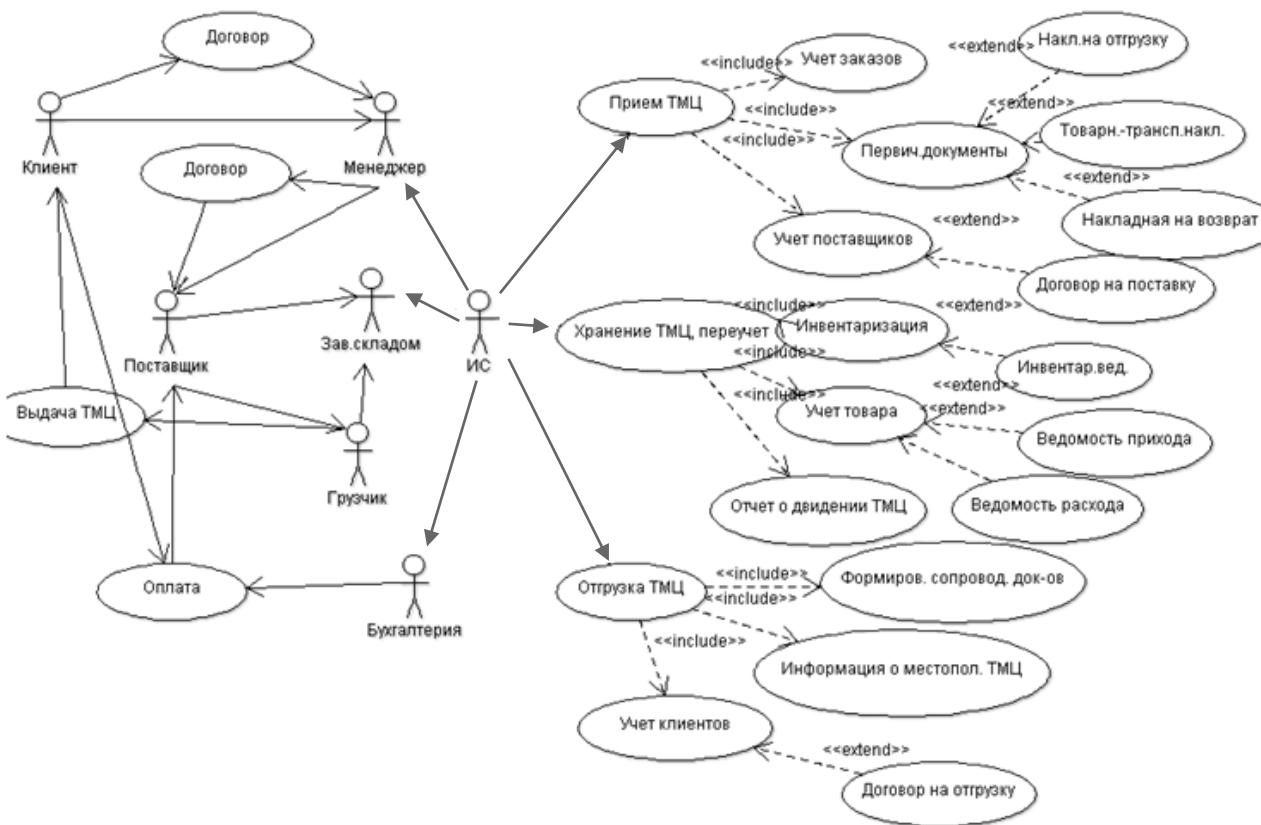 Договор
Клиент
Менеджер
Договор
Поставщик
Зав.складом
ИС
Выдача ТМЦ
Грузчик
Оплата
Бухгалтерия
Прием ТМЦ
<<include>>
Учет заказов
<<include>>
<<include>>
Первич.документы
<<extend>>
Накл.на отгрузку
<<extend>>
Товарн.-трансп.накл.
<<extend>>
Накладная на возврат
Учет поставщиков
<<extend>>
Договор на поставку
Хранение ТМЦ, переучет
<<include>>
Инвентаризация
<<extend>>
Инвентар.вед.
<<include>>
<<include>>
Учет товара
<<extend>>
<<extend>>
Ведомость прихода
Ведомость расхода
Отчет о двидении ТМЦ
Отгрузка ТМЦ
<<include>>
Формиров. сопровод. док-ов
<<include>>
Информация о местопол. ТМЦ
<<include>>
Учет клиентов
<<extend>>
Договор на отгрузку